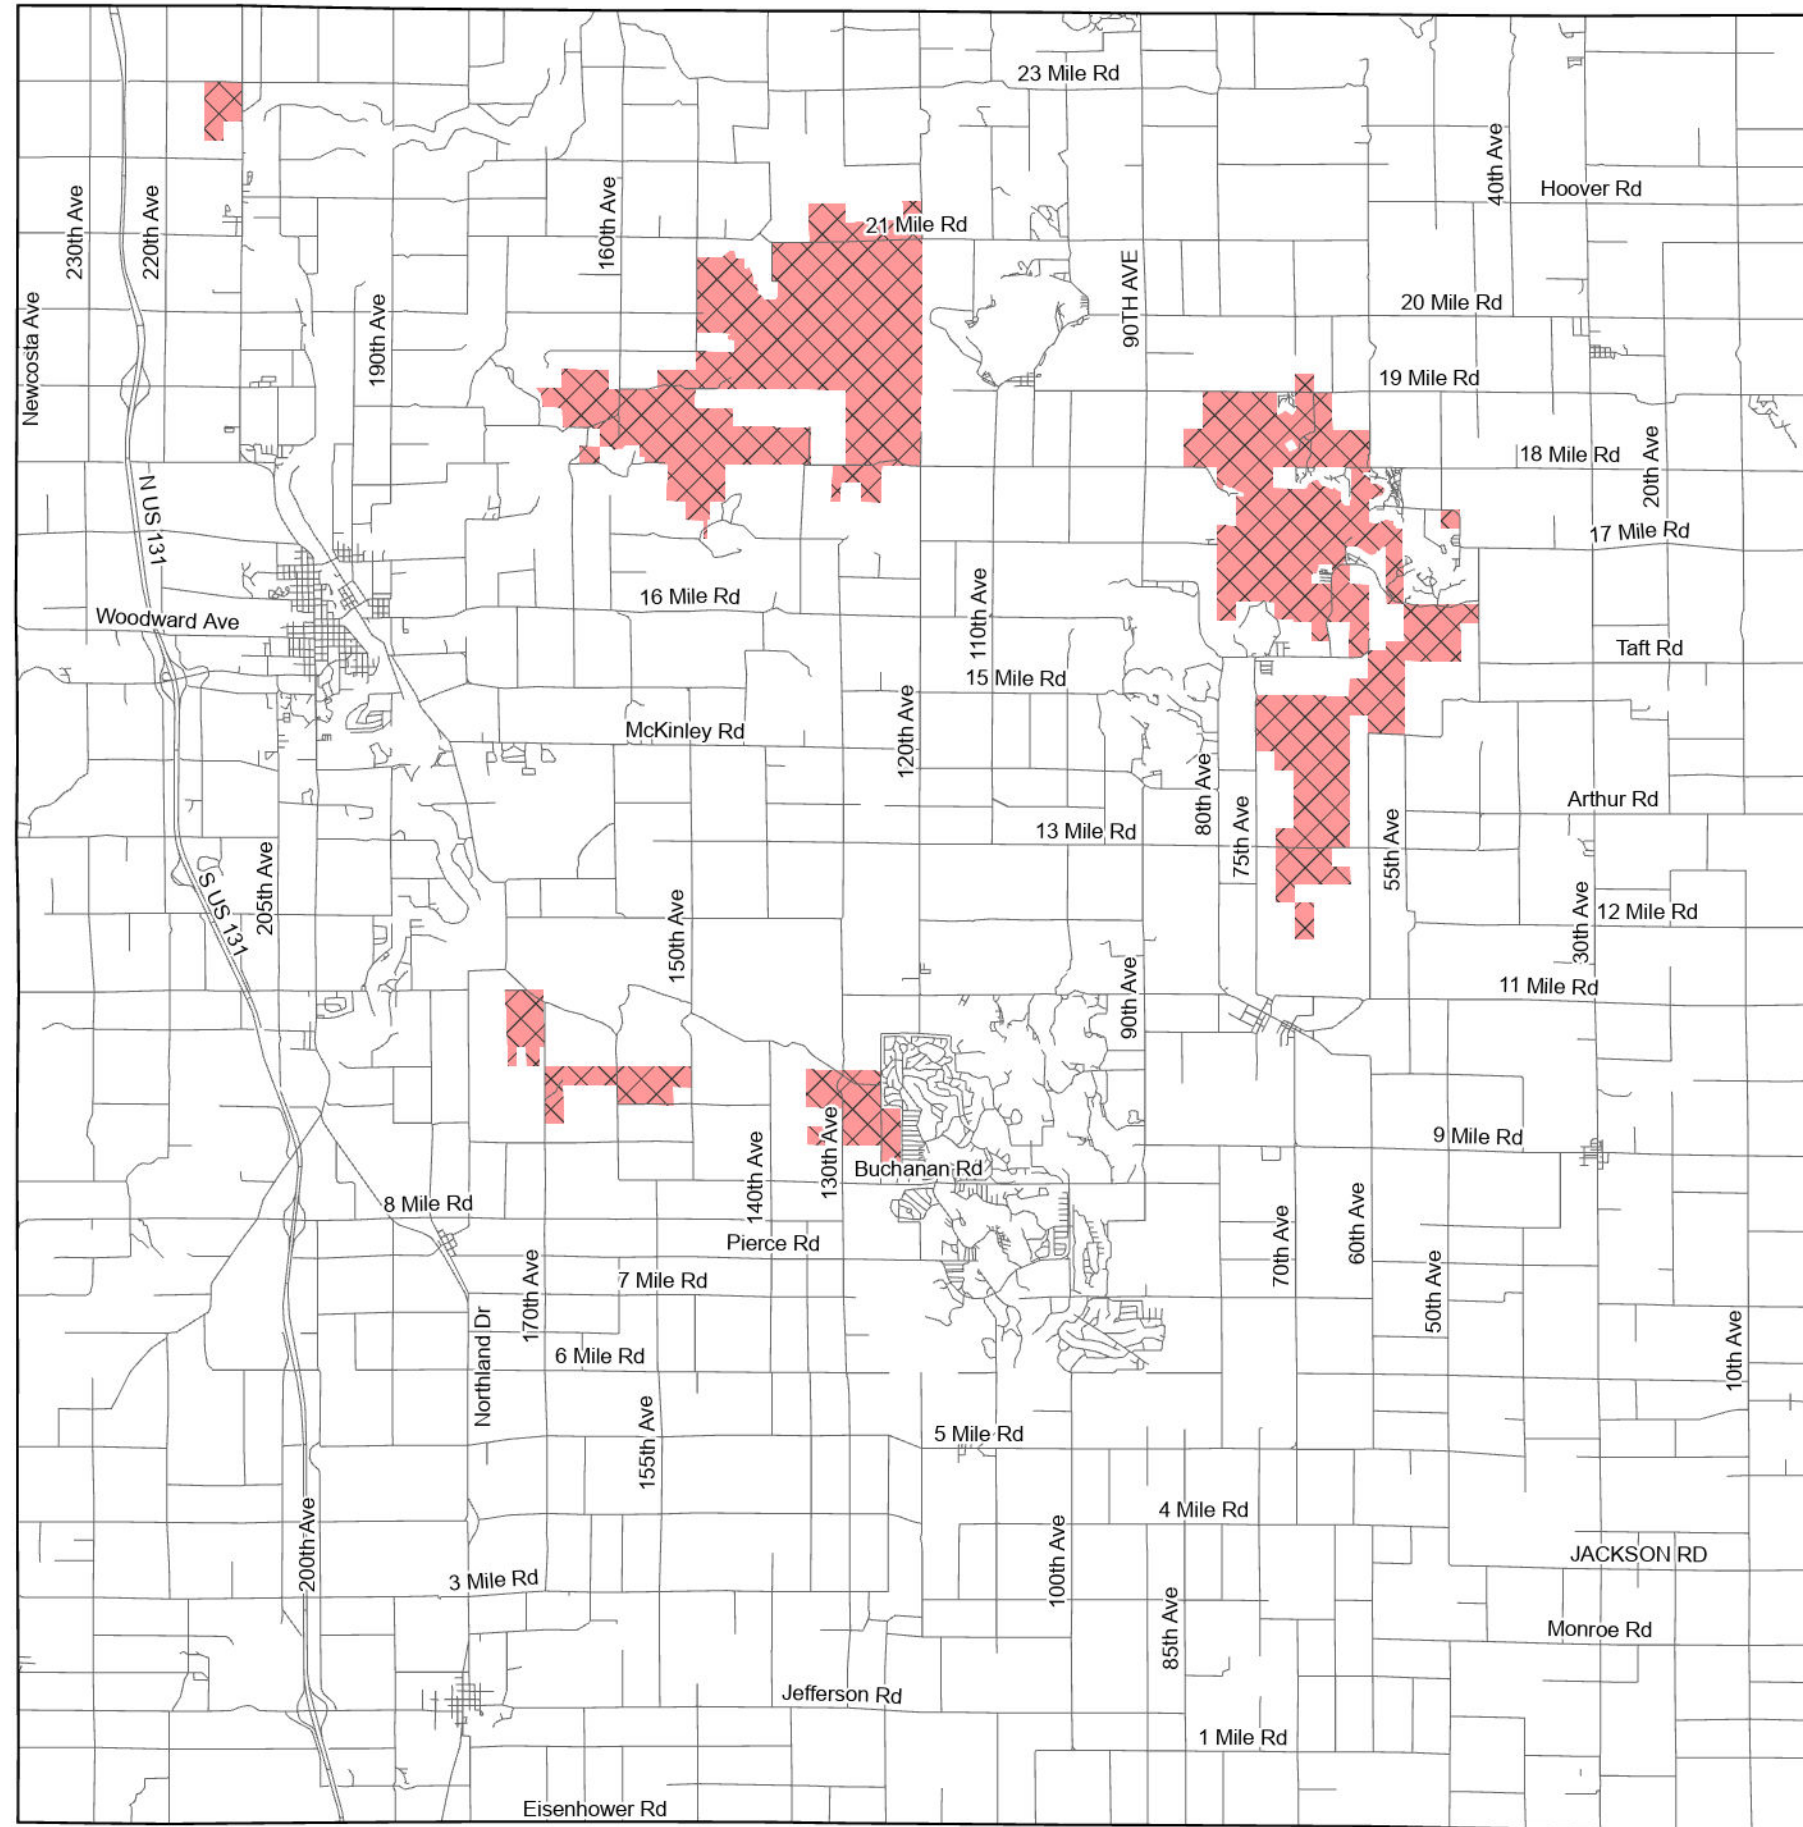 23 Mile Rd
40th Ave
Hoover Rd
230th Ave
220th Ave
160th Ave
21 Mile Rd
90TH AVE
20 Mile Rd
Newcosta Ave
190th Ave
19 Mile Rd
18 Mile Rd
20th Ave
N US 131
17 Mile Rd
16 Mile Rd
110th Ave
Woodward Ave
Taft Rd
15 Mile Rd
120th Ave
McKinley Rd
80th Ave
Arthur Rd
75th Ave
13 Mile Rd
55th Ave
205th Ave
S US 131
150th Ave
30th Ave
12 Mile Rd
90th Ave
11 Mile Rd
9 Mile Rd
140th Ave
130th Ave
Buchanan Rd
8 Mile Rd
70th Ave
60th Ave
Pierce Rd
7 Mile Rd
170th Ave
50th Ave
Northland Dr
10th Ave
6 Mile Rd
155th Ave
5 Mile Rd
4 Mile Rd
200th Ave
100th Ave
JACKSON RD
3 Mile Rd
85th Ave
Monroe Rd
Jefferson Rd
1 Mile Rd
Eisenhower Rd